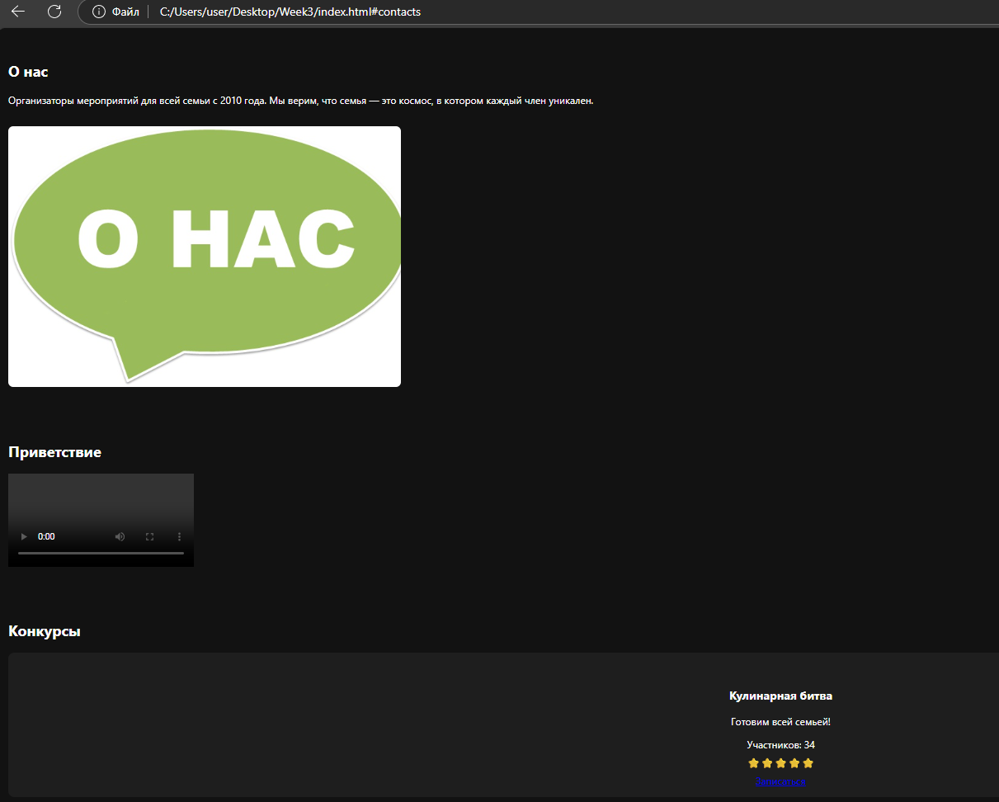 Файл
C:/Users/user/Desktop/Week3/index.html#contacts
О нас
Организаторы мероприятий для всей семьи с 2010 года. Мы верим, что семья — это космос, в котором каждый член уникален.
О НАС
Приветствие
0:00
Конкурсы
Кулинарная битва
Готовим всей семьей!
Участников: 34
Записаться